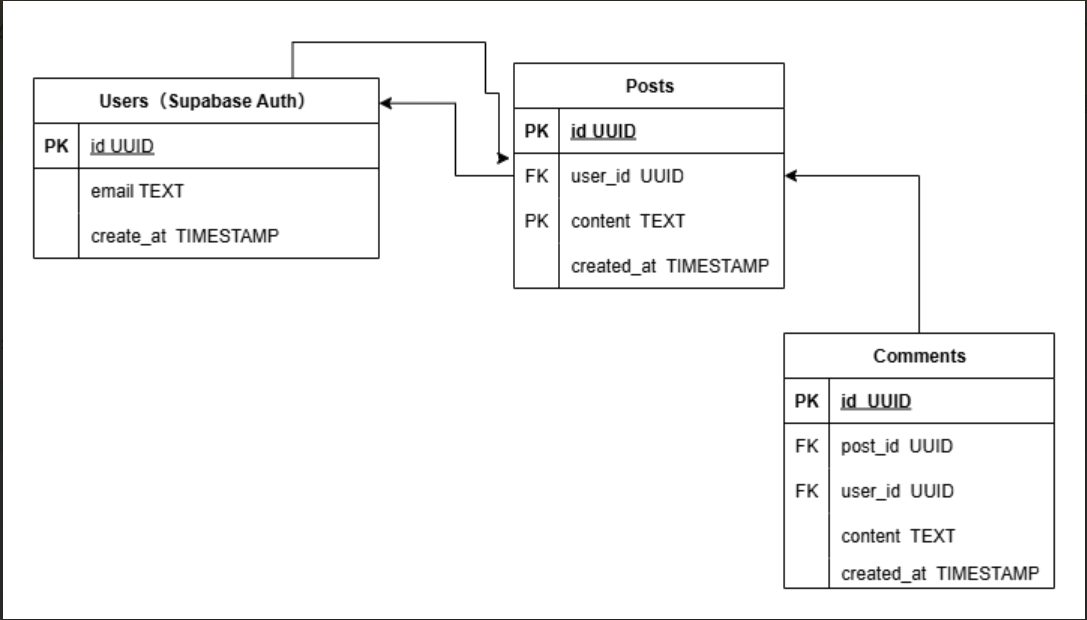 Users（Supabase Auth）
PK id UUID
email TEXT
create_at TIMESTAMP
Posts
PK id UUID
FK user_id UUID
PK content TEXT
created_at TIMESTAMP
Comments
PK id UUID
FK post_id UUID
FK user_id UUID
content TEXT
created_at TIMESTAMP